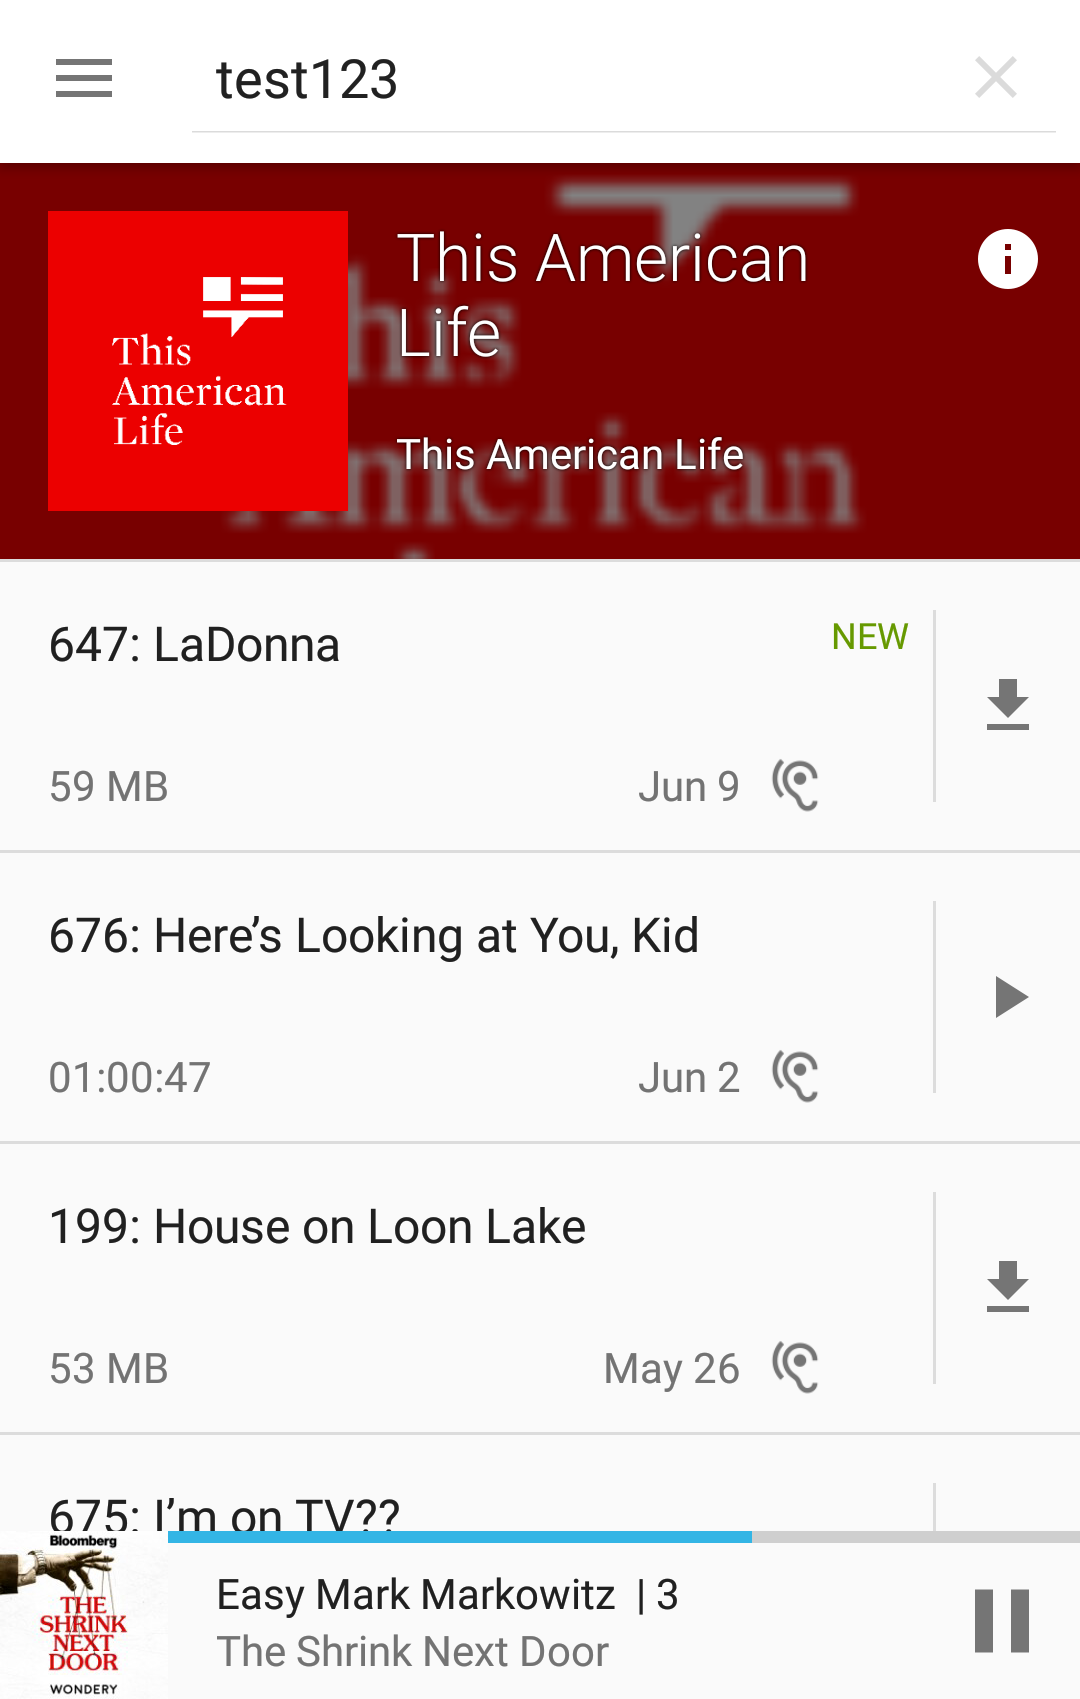 test123
This
American
Life
This American
Life
This American Life
647: LaDonna
NEW
59 MB
Jun 9
676: Here’s Looking at You, Kid
01:00:47
Jun 2
199: House on Loon Lake
53 MB
May 26
675: I’m on TV??
Bloomberg
THE
SHRINK
NEXT
DOOR
WONDERY
Easy Mark Markowitz | 3
The Shrink Next Door